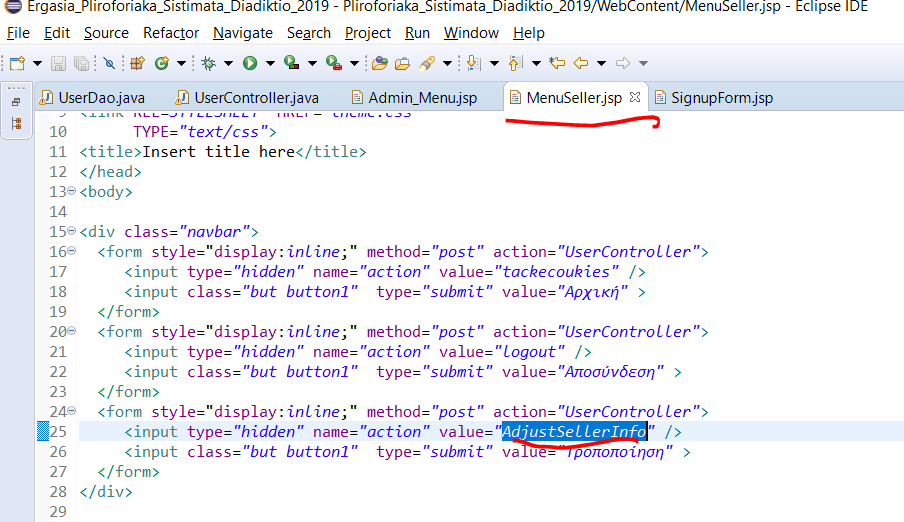 Ergasia_Pliroforiaka_Sistimata_Diadiktio_2019 - Pliroforiaka_Sistimata_Diadiktio_2019/WebContent/MenuSeller.jsp - Eclipse IDE
File Edit Source Refactor Navigate Search Project Run Window Help
UserDao.java UserController.java Admin_Menu.jsp MenuSeller.jsp SignupForm.jsp
9 <link REL=STYLESHEET HREF="theme.css"
10 TYPE="text/css">
11 <title>Insert title here</title>
12 </head>
13 <body>
14
15 <div class="navbar">
16 <form style="display:inline;" method="post" action="UserController">
17 <input type="hidden" name="action" value="tackecoukies" />
18 <input class="but button1" type="submit" value="Αρχική" >
19 </form>
20 <form style="display:inline;" method="post" action="UserController">
21 <input type="hidden" name="action" value="logout" />
22 <input class="but button1" type="submit" value="Αποσύνδεση" >
23 </form>
24 <form style="display:inline;" method="post" action="UserController">
25 <input type="hidden" name="action" value="AdjustSellerInfo" />
26 <input class="but button1" type="submit" value="Τροποποίηση" >
27 </form>
28 </div>
29